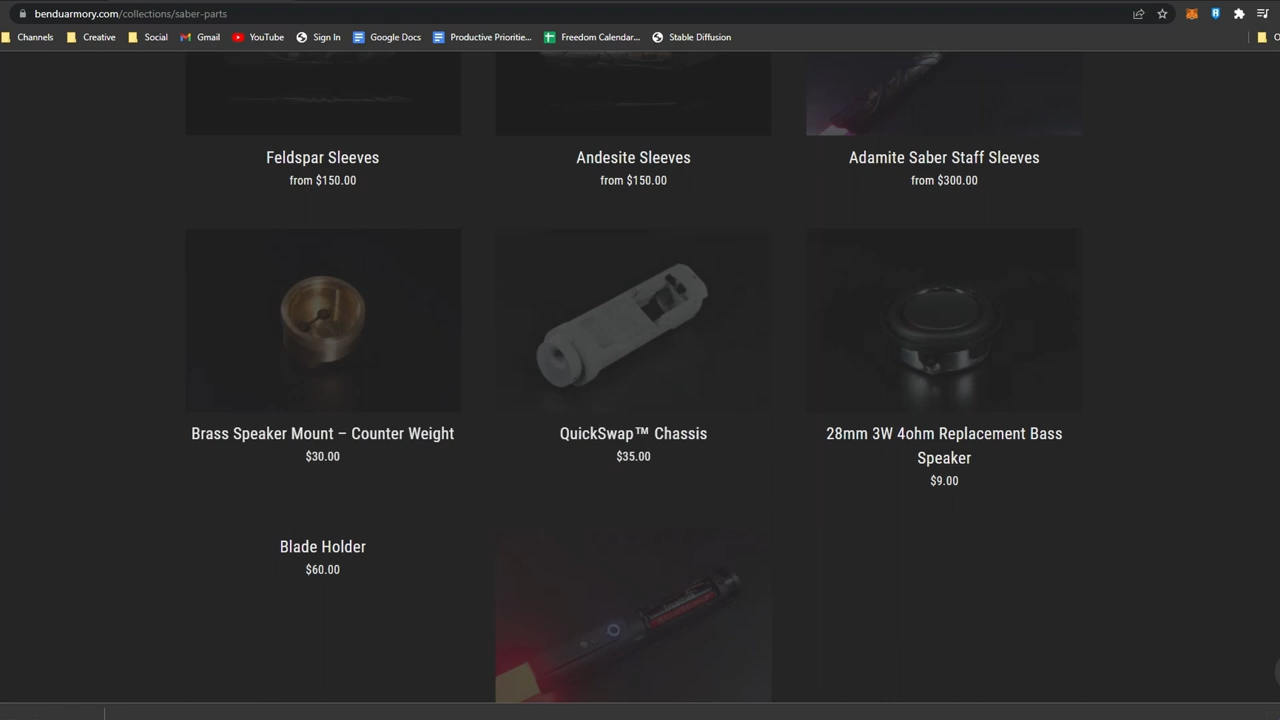 benduarmory.com/collections/saber-parts
Channels Creative Social Gmail YouTube Sign In Google Docs Productive Prioritie... Freedom Calendar... Stable Diffusion O
Feldspar Sleeves
from $150.00
Andesite Sleeves
from $150.00
Adamite Saber Staff Sleeves
from $300.00
Brass Speaker Mount – Counter Weight
$30.00
QuickSwap™ Chassis
$35.00
28mm 3W 4ohm Replacement Bass
Speaker
$9.00
Blade Holder
$60.00